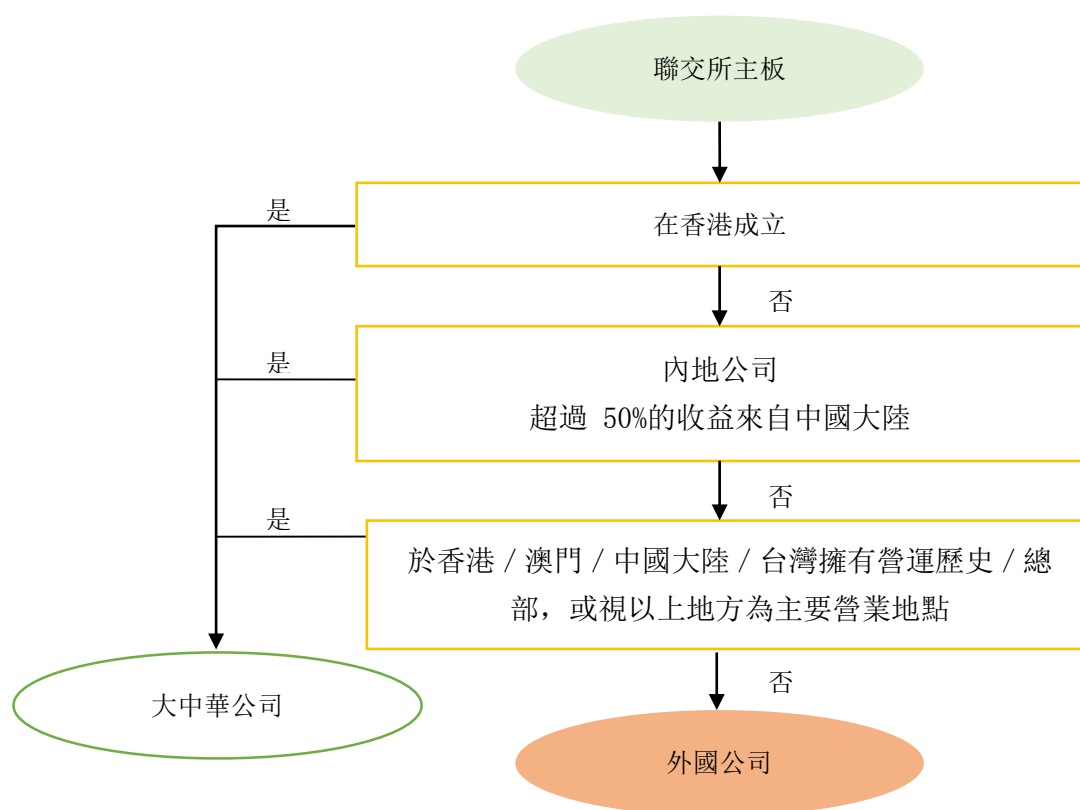 聯交所主板
是
在香港成立
否
是
內地公司
超過 50%的收益來自中國大陸
否
是
於香港／澳門／中國大陸／台灣擁有營運歷史／總
部，或視以上地方為主要營業地點
否
大中華公司
外國公司